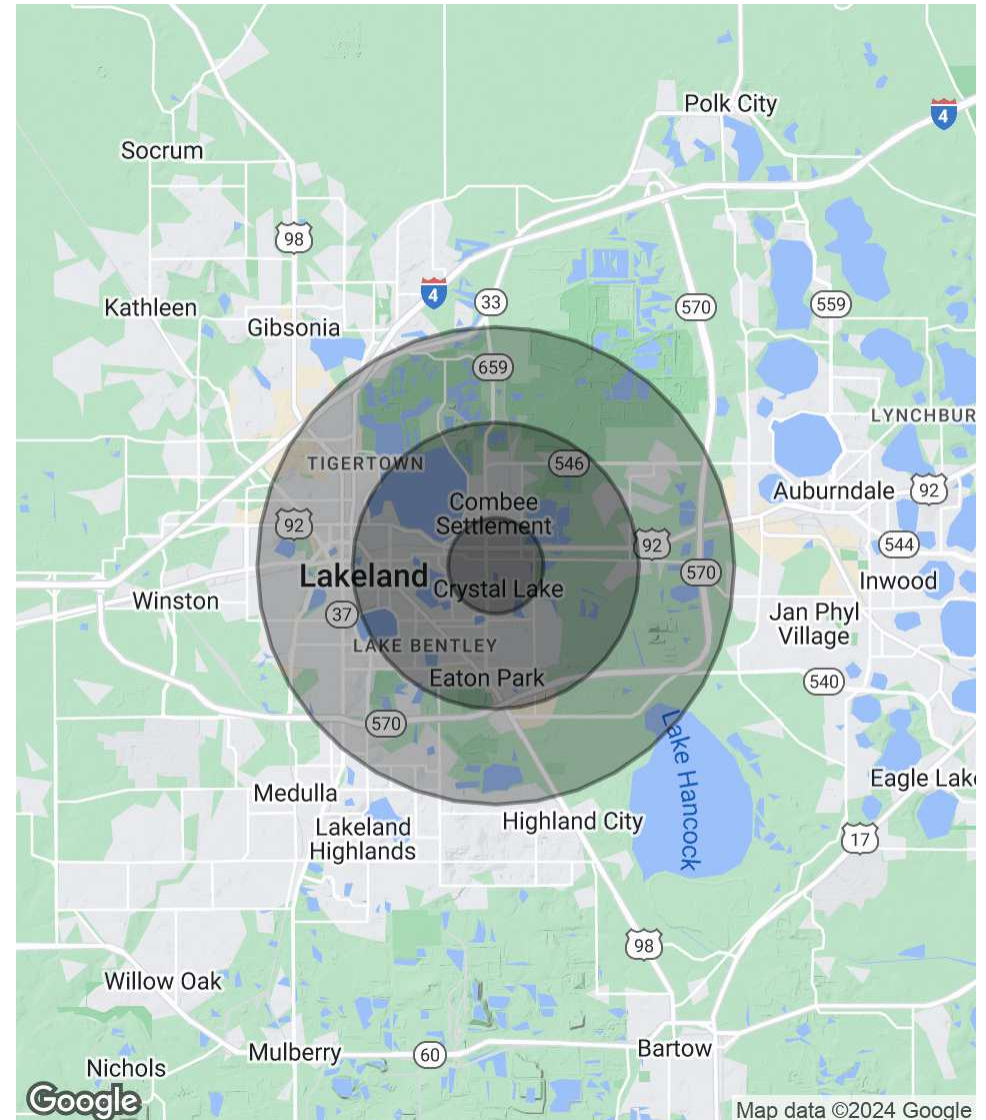 Polk City
4
Socrum
98
4
33
570
559
Kathleen
Gibsonia
659
LYNCHBUR
TIGERTOWN
546
Auburndale
92
Combee
Settlement
92
92
544
Lakeland
Crystal Lake
570
Inwood
Winston
37
Jan Phyl
Village
LAKE BENTLEY
Eaton Park
540
570
Lake Hancock
Eagle Lake
Medulla
Highland City
Lakeland
Highlands
17
98
Willow Oak
Mulberry
60
Bartow
Nichols
Google
Map data ©2024 Google